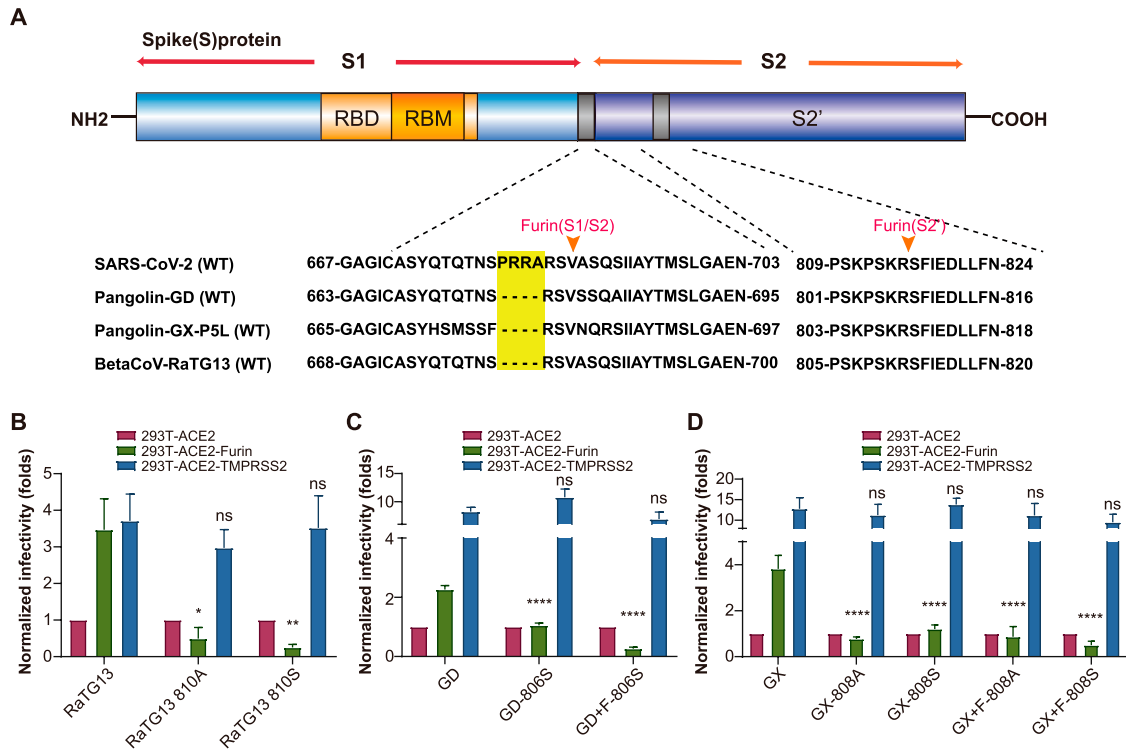 A
Spike(S)protein
S1
S2
NH2
RBD
RBM
S2’
COOH
Furin(S1/S2)
Furin(S2’)
SARS-CoV-2 (WT) 667-GAGICASYQTQTNSPRRARSVASQSIIAYTMSLGAEN-703 809-PSKPSKRSFIEDLLFN-824
Pangolin-GD (WT) 663-GAGICASYQTQTNS----RSVSSQAIIAYTMSLGAEN-695 801-PSKPSKRSFIEDLLFN-816
Pangolin-GX-P5L (WT) 665-GAGICASYHSMSSF----RSVNQRSIIAYTMSLGAEN-697 803-PSKPSKRSFIEDLLFN-818
BetaCoV-RaTG13 (WT) 668-GAGICASYQTQTNS----RSVASQSIIAYTMSLGAEN-700 805-PSKPSKRSFIEDLLFN-820
B
293T-ACE2
293T-ACE2-Furin
293T-ACE2-TMPRSS2
Normalized infectivity (folds)
5
4
3
2
1
0
*
ns
**
ns
RaTG13
RaTG13 810A
RaTG13 810S
C
293T-ACE2
293T-ACE2-Furin
293T-ACE2-TMPRSS2
Normalized infectivity (folds)
15
10
5
4
2
0
****
ns
****
ns
GD
GD-806S
GD+F-806S
D
293T-ACE2
293T-ACE2-Furin
293T-ACE2-TMPRSS2
Normalized infectivity (folds)
20
15
10
5
4
2
0
****
ns
****
ns
****
ns
****
ns
GX
GX-808A
GX-808S
GX+F-808A
GX+F-808S